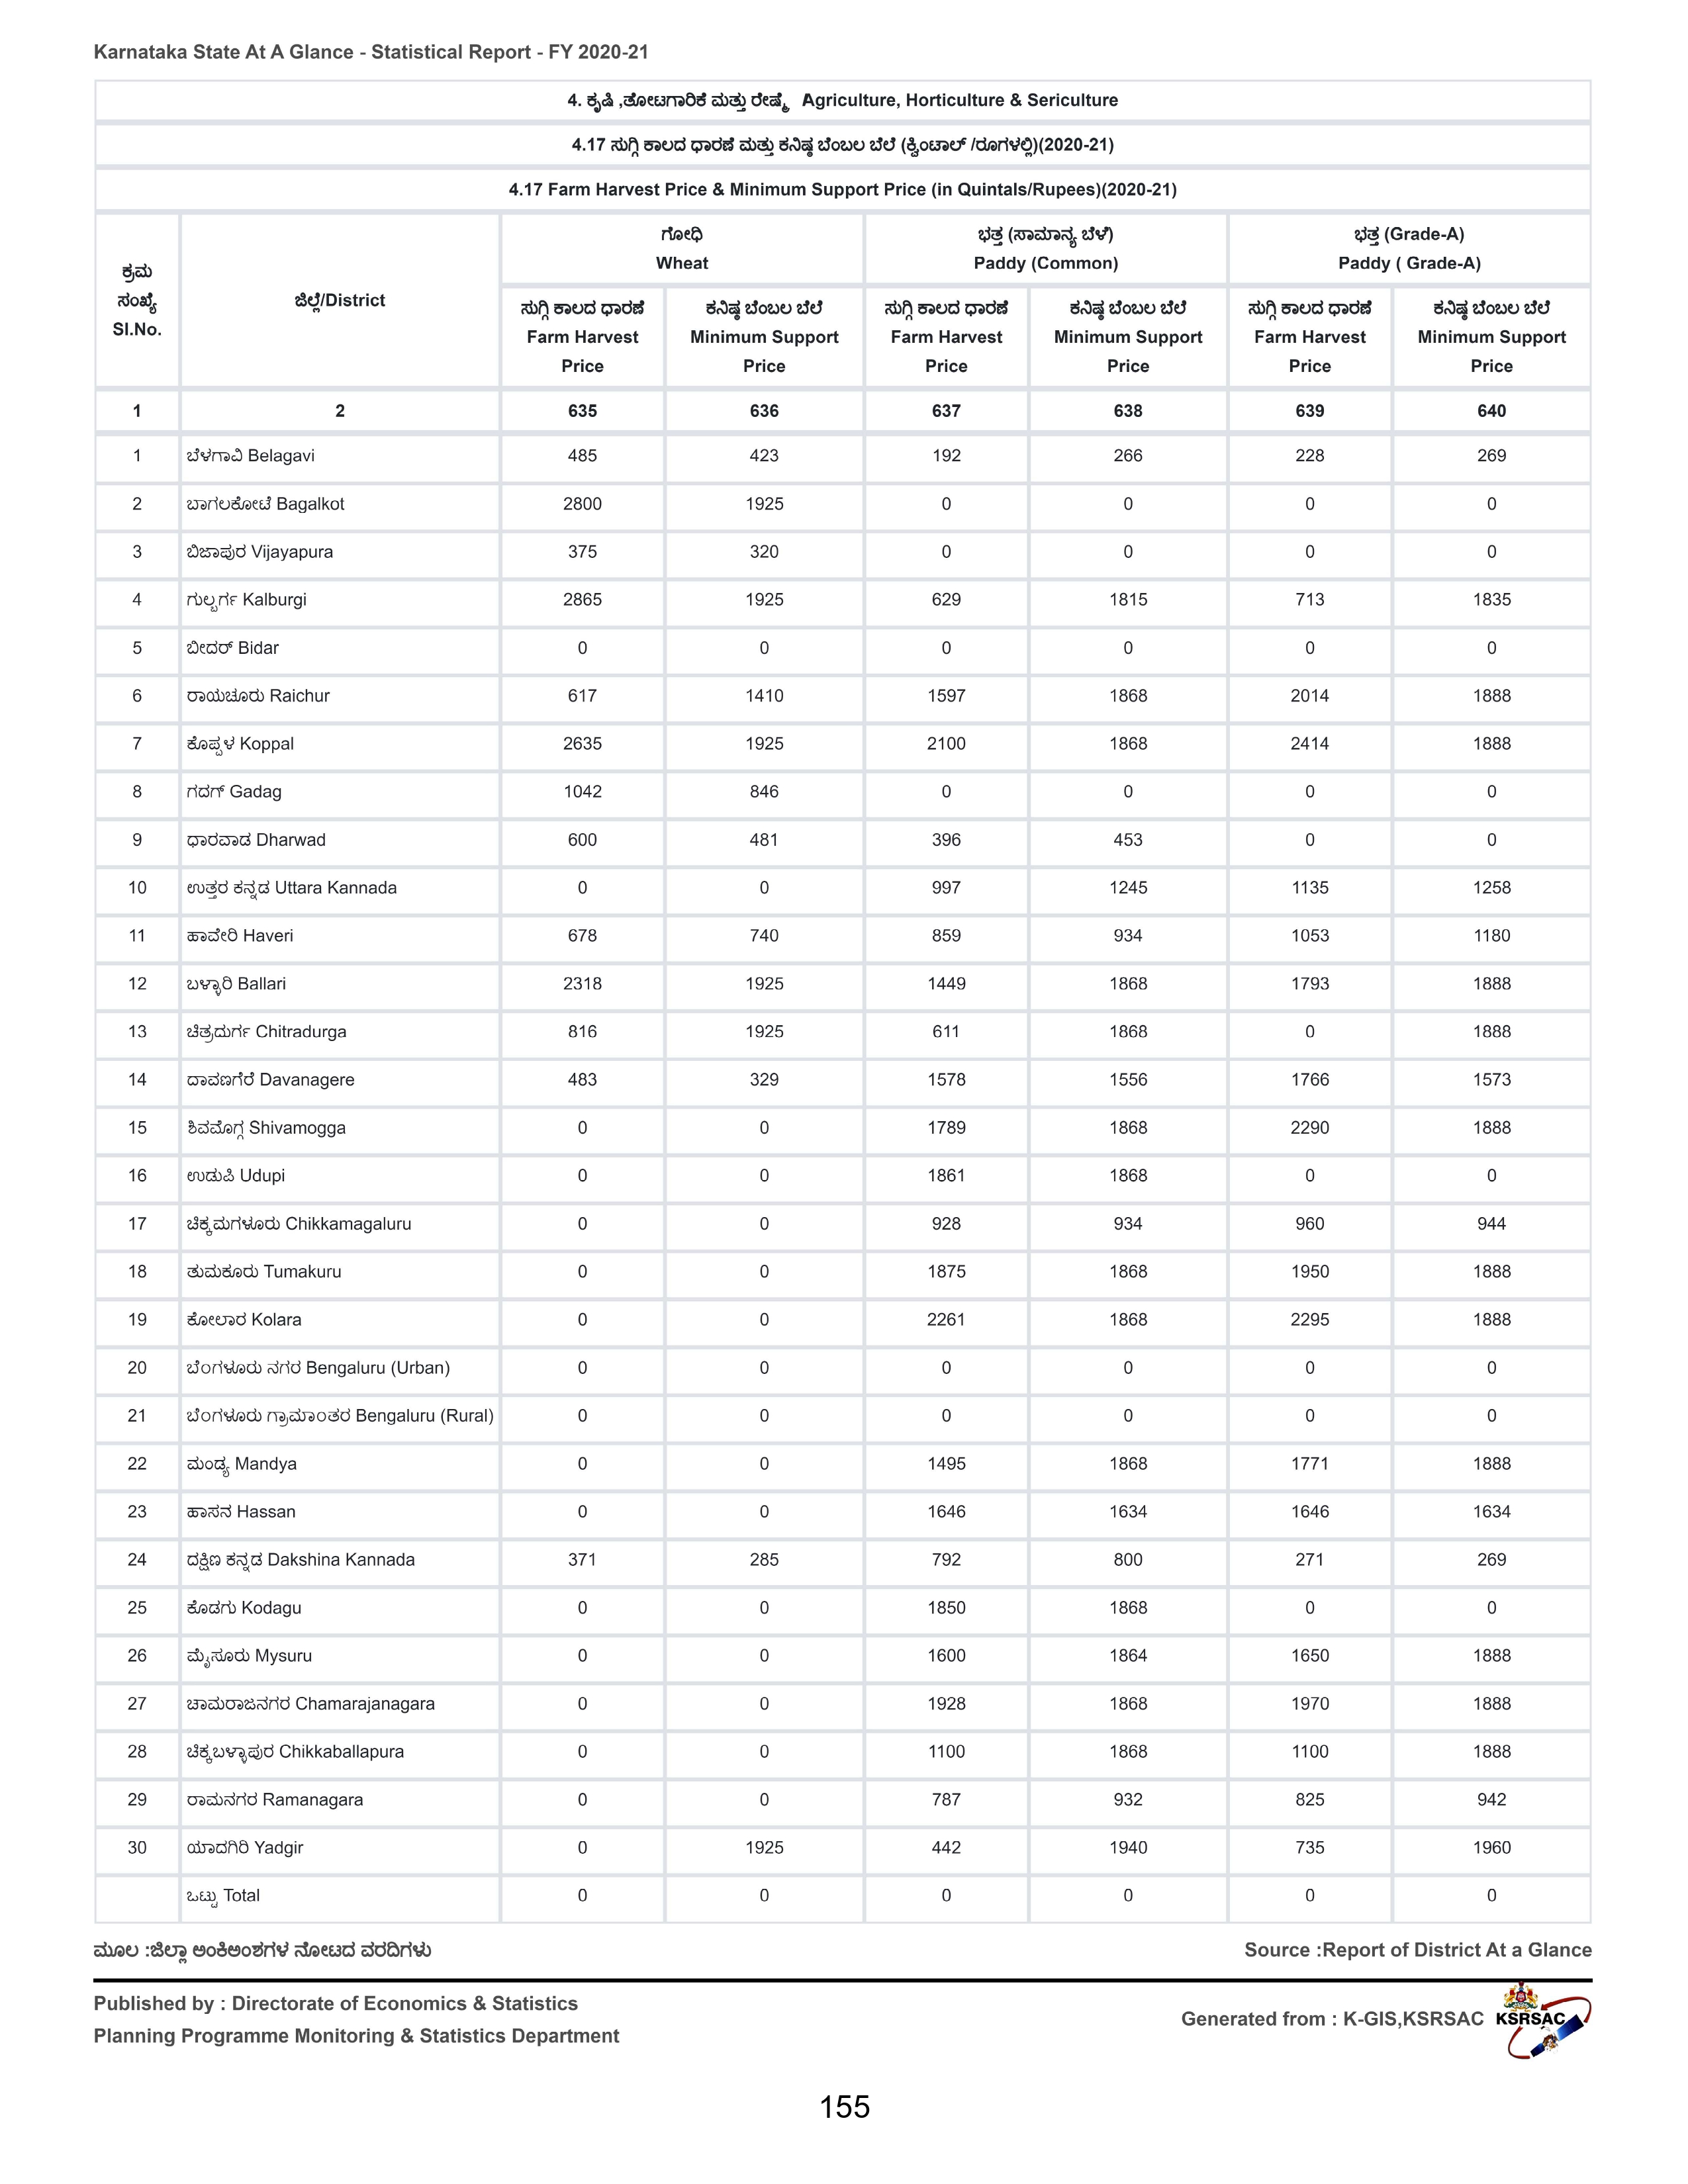 Karnataka State At A Glance - Statistical Report - FY 2020-21
4. ಕೃಷಿ ,ತೋಟಗಾರಿಕೆ ಮತ್ತು ರೇಷ್ಮೆ Agriculture, Horticulture & Sericulture
4.17 ಸುಗ್ಗಿ ಕಾಲದ ಧಾರಣೆ ಮತ್ತು ಕನಿಷ್ಠ ಬೆಂಬಲ ಬೆಲೆ (ಕ್ವಿಂಟಾಲ್ /ರೂಗಳಲ್ಲಿ)(2020-21)
4.17 Farm Harvest Price & Minimum Support Price (in Quintals/Rupees)(2020-21)
ಕ್ರಮ ಸಂಖ್ಯೆ Sl.No. ಜಿಲ್ಲೆ/District ಗೋಧಿ Wheat ಭತ್ತ (ಸಾಮಾನ್ಯ ಬೆಳೆ) Paddy (Common) ಭತ್ತ (Grade-A) Paddy ( Grade-A)
ಸುಗ್ಗಿ ಕಾಲದ ಧಾರಣೆ ಕನಿಷ್ಠ ಬೆಂಬಲ ಬೆಲೆ ಸುಗ್ಗಿ ಕಾಲದ ಧಾರಣೆ ಕನಿಷ್ಠ ಬೆಂಬಲ ಬೆಲೆ ಸುಗ್ಗಿ ಕಾಲದ ಧಾರಣೆ ಕನಿಷ್ಠ ಬೆಂಬಲ ಬೆಲೆ
Farm Harvest Minimum Support Farm Harvest Minimum Support Farm Harvest Minimum Support
Price Price Price Price Price Price
1 2 635 636 637 638 639 640
1 ಬೆಳಗಾವಿ Belagavi 485 423 192 266 228 269
2 ಬಾಗಲಕೋಟೆ Bagalkot 2800 1925 0 0 0 0
3 ಬಿಜಾಪುರ Vijayapura 375 320 0 0 0 0
4 ಗುಲ್ಬರ್ಗ Kalburgi 2865 1925 629 1815 713 1835
5 ಬೀದರ್ Bidar 0 0 0 0 0 0
6 ರಾಯಚೂರು Raichur 617 1410 1597 1868 2014 1888
7 ಕೊಪ್ಪಳ Koppal 2635 1925 2100 1868 2414 1888
8 ಗದಗ್ Gadag 1042 846 0 0 0 0
9 ಧಾರವಾಡ Dharwad 600 481 396 453 0 0
10 ಉತ್ತರ ಕನ್ನಡ Uttara Kannada 0 0 997 1245 1135 1258
11 ಹಾವೇರಿ Haveri 678 740 859 934 1053 1180
12 ಬಳ್ಳಾರಿ Ballari 2318 1925 1449 1868 1793 1888
13 ಚಿತ್ರದುರ್ಗ Chitradurga 816 1925 611 1868 0 1888
14 ದಾವಣಗೆರೆ Davanagere 483 329 1578 1556 1766 1573
15 ಶಿವಮೊಗ್ಗ Shivamogga 0 0 1789 1868 2290 1888
16 ಉಡುಪಿ Udupi 0 0 1861 1868 0 0
17 ಚಿಕ್ಕಮಗಳೂರು Chikkamagaluru 0 0 928 934 960 944
18 ತುಮಕೂರು Tumakuru 0 0 1875 1868 1950 1888
19 ಕೋಲಾರ Kolara 0 0 2261 1868 2295 1888
20 ಬೆಂಗಳೂರು ನಗರ Bengaluru (Urban) 0 0 0 0 0 0
21 ಬೆಂಗಳೂರು ಗ್ರಾಮಾಂತರ Bengaluru (Rural) 0 0 0 0 0 0
22 ಮಂಡ್ಯ Mandya 0 0 1495 1868 1771 1888
23 ಹಾಸನ Hassan 0 0 1646 1634 1646 1634
24 ದಕ್ಷಿಣ ಕನ್ನಡ Dakshina Kannada 371 285 792 800 271 269
25 ಕೊಡಗು Kodagu 0 0 1850 1868 0 0
26 ಮೈಸೂರು Mysuru 0 0 1600 1864 1650 1888
27 ಚಾಮರಾಜನಗರ Chamarajanagara 0 0 1928 1868 1970 1888
28 ಚಿಕ್ಕಬಳ್ಳಾಪುರ Chikkaballapura 0 0 1100 1868 1100 1888
29 ರಾಮನಗರ Ramanagara 0 0 787 932 825 942
30 ಯಾದಗಿರಿ Yadgir 0 1925 442 1940 735 1960
ಒಟ್ಟು Total 0 0 0 0 0 0
ಮೂಲ :ಜಿಲ್ಲಾ ಅಂಕಿಅಂಶಗಳ ನೋಟದ ವರದಿಗಳು Source :Report of District At a Glance
Published by : Directorate of Economics & Statistics
Planning Programme Monitoring & Statistics Department
Generated from : K-GIS,KSRSAC KSRSAC
155